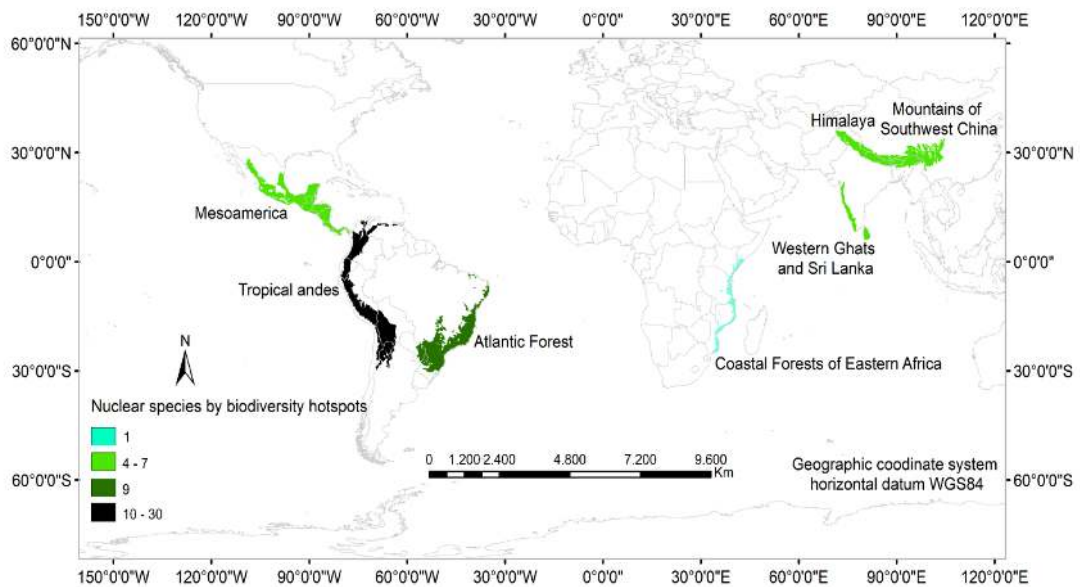 150°0'0"W 120°0'0"W 90°0'0"W 60°0'0"W 30°0'0"W 0°0'0" 30°0'0"E 60°0'0"E 90°0'0"E 120°0'0"E
60°0'0"N
Mountains of
Himalaya Southwest China
30°0'0"N 30°0'0"N
Mesoamerica
Western Ghats
and Sri Lanka
0°0'0" 0°0'0"
Tropical andes
Atlantic Forest
N
Coastal Forests of Eastern Africa
30°0'0"S 30°0'0"S
Nuclear species by biodiversity hotspots
1
4 - 7
9
10 - 30
0 1.200 2.400 4.800 7.200 9.600
Km
Geographic coodinate system
horizontal datum WGS84
60°0'0"S 60°0'0"S
150°0'0"W 120°0'0"W 90°0'0"W 60°0'0"W 30°0'0"W 0°0'0" 30°0'0"E 60°0'0"E 90°0'0"E 120°0'0"E